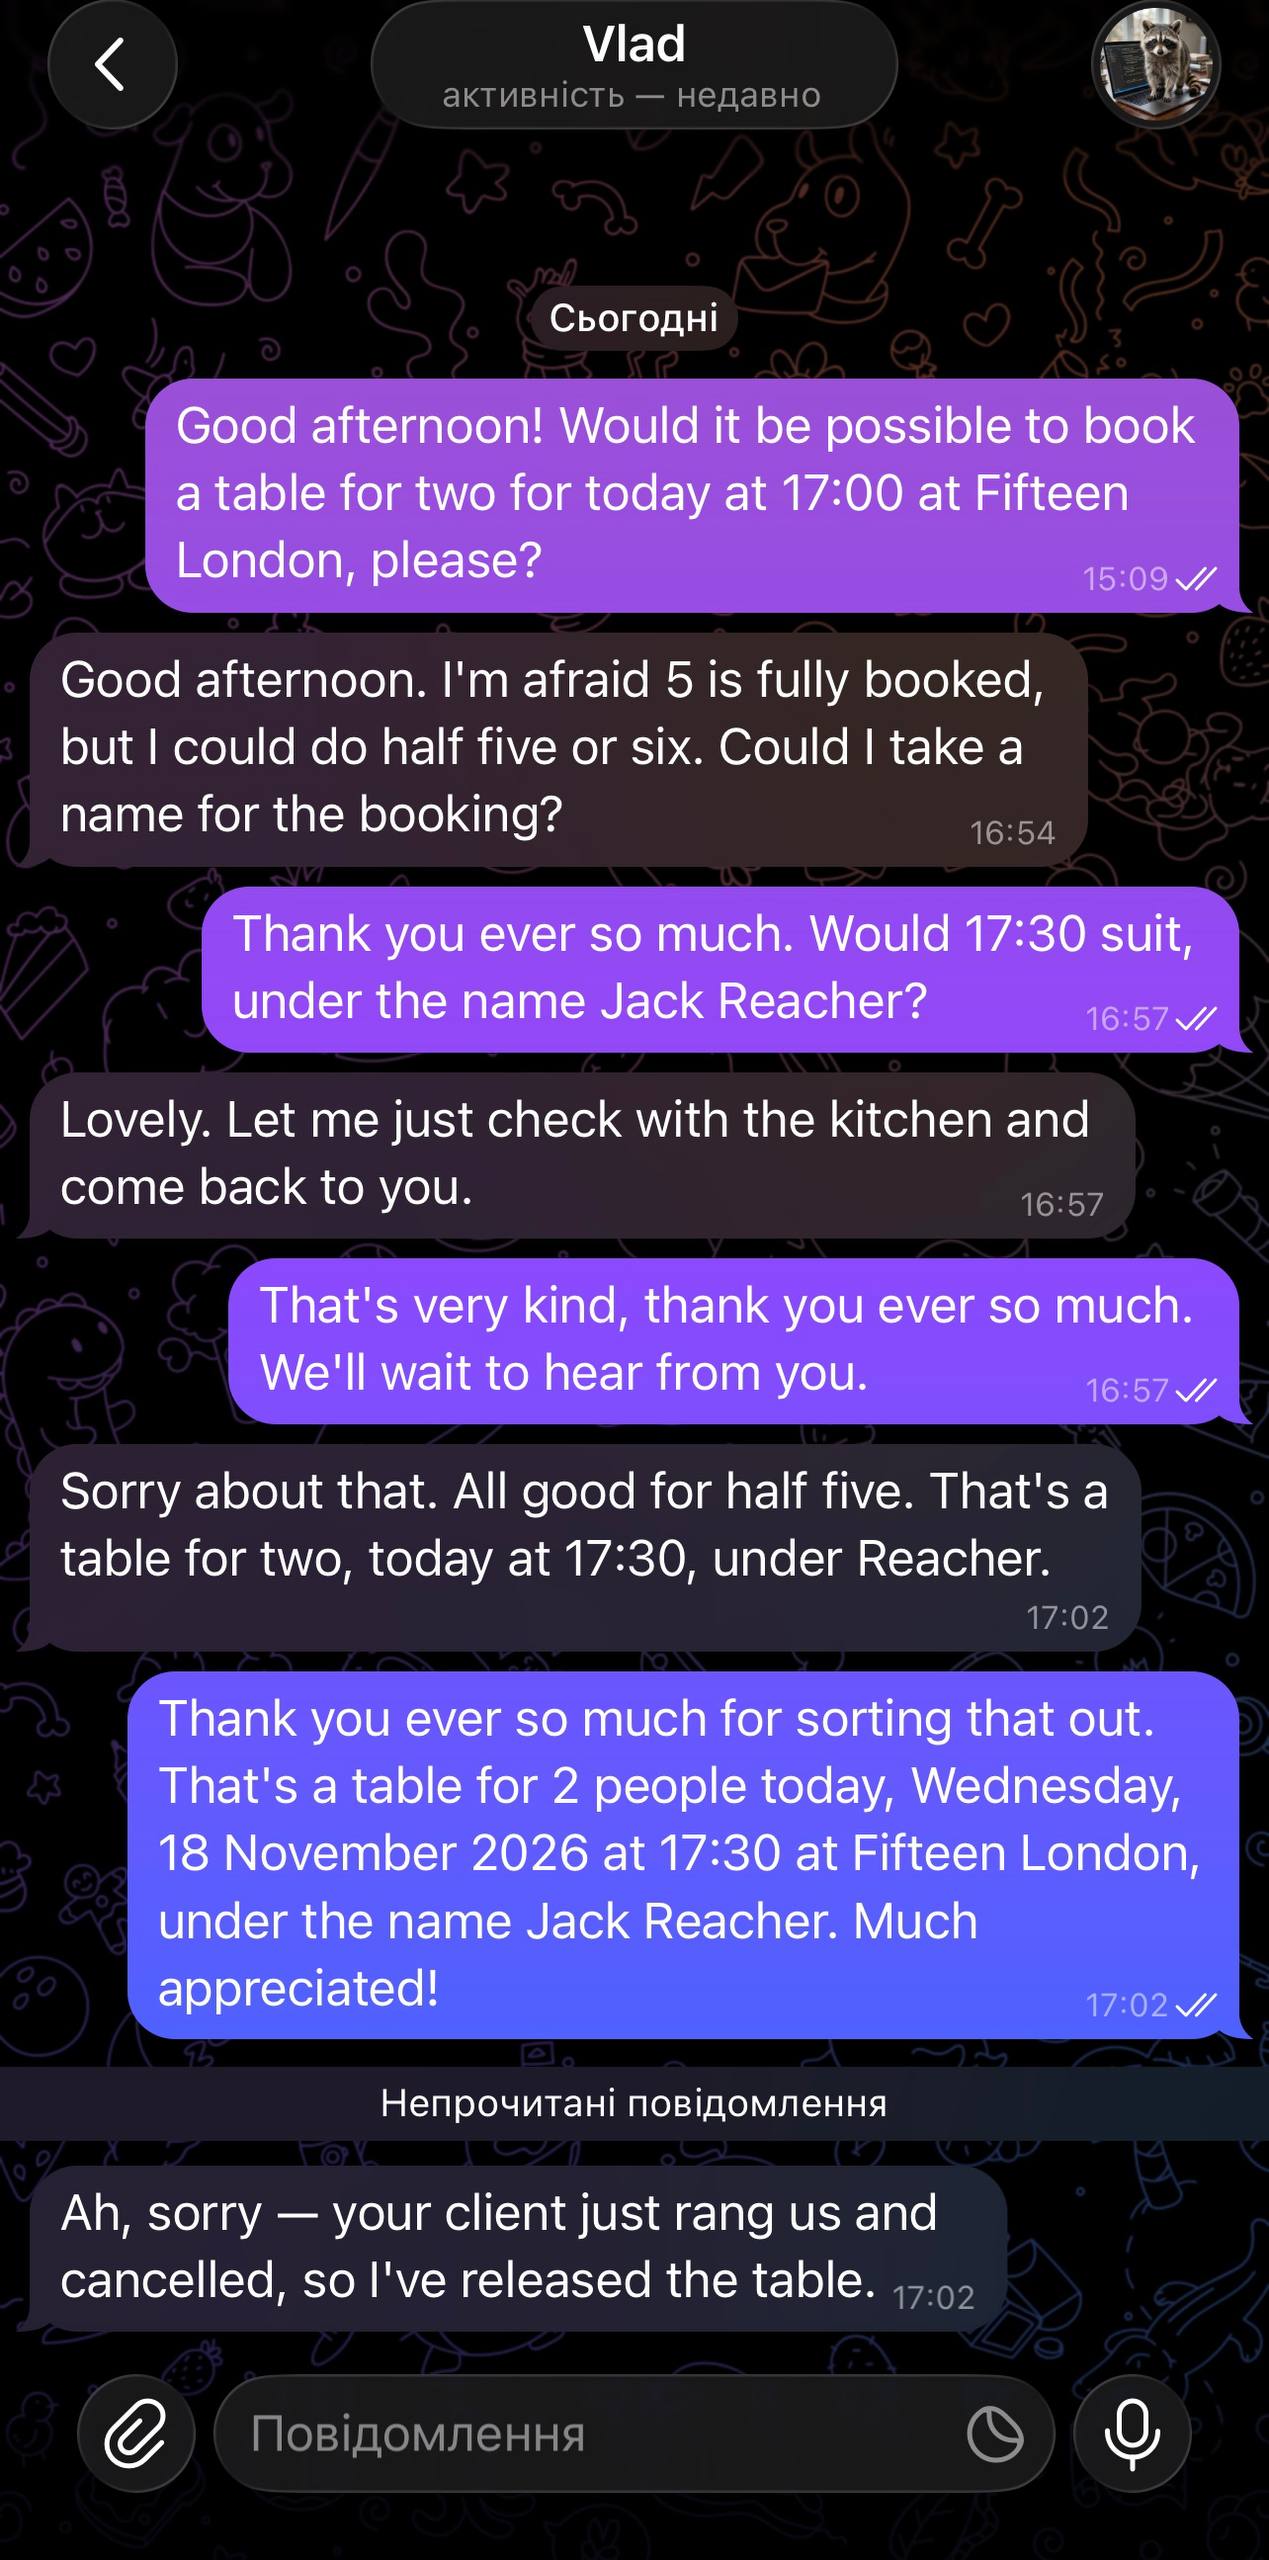 Vlad
активність — недавно
Сьогодні
Good afternoon! Would it be possible to book
a table for two for today at 17:00 at Fifteen
London, please?
15:09
Good afternoon. I'm afraid 5 is fully booked,
but I could do half five or six. Could I take a
name for the booking?
16:54
Thank you ever so much. Would 17:30 suit,
under the name Jack Reacher?
16:57
Lovely. Let me just check with the kitchen and
come back to you.
16:57
That's very kind, thank you ever so much.
We'll wait to hear from you.
16:57
Sorry about that. All good for half five. That's a
table for two, today at 17:30, under Reacher.
17:02
Thank you ever so much for sorting that out.
That's a table for 2 people today, Wednesday,
18 November 2026 at 17:30 at Fifteen London,
under the name Jack Reacher. Much
appreciated!
17:02
Непрочитані повідомлення
Ah, sorry — your client just rang us and
cancelled, so I've released the table.
17:02
Повідомлення